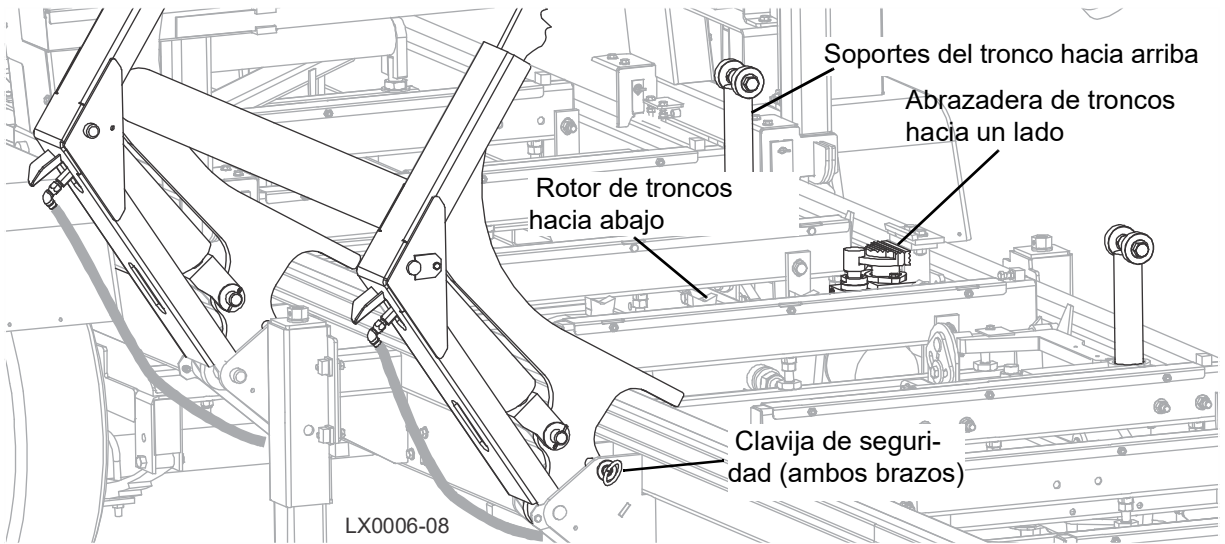 Soportes del tronco hacia arriba
Abrazadera de troncos
hacia un lado
Rotor de troncos
hacia abajo
Clavija de seguri-
dad (ambos brazos)
LX0006-08